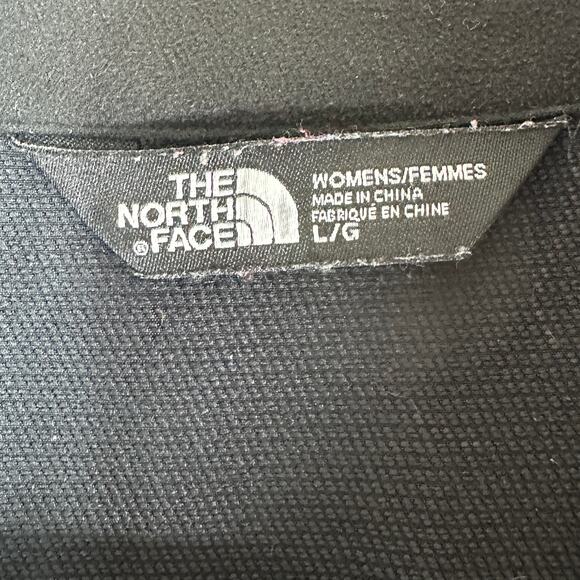 THE
NORTH
® FACE
WOMENS/FEMMES
MADE IN CHINA
FABRIQUÉ EN CHINE
L/G